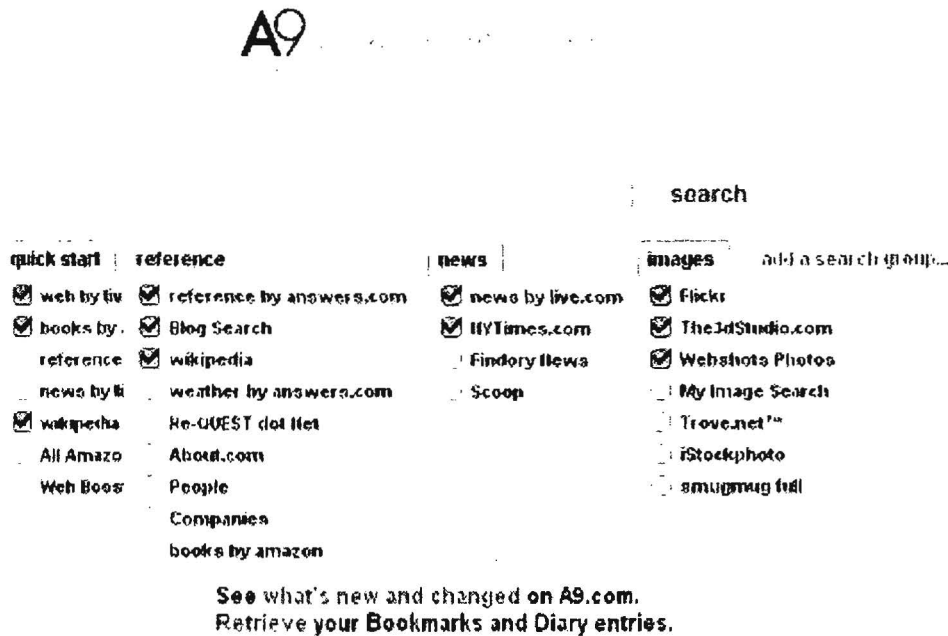 A9
search
quick start
web by liv
books by
reference
news by li
wikipedia
All Amazo
Web Boos
reference
reference by answers.com
Blog Search
wikipedia
weather by answers.com
Re-QUEST dot Net
About.com
People
Companies
books by amazon
news
news by live.com
NYTimes.com
Findory News
Scoop
images
Flickr
The3dStudio.com
Webshots Photos
My Image Search
Trove.net™
iStockphoto
smugmug full
add a search group...
See what's new and changed on A9.com.
Retrieve your Bookmarks and Diary entries.